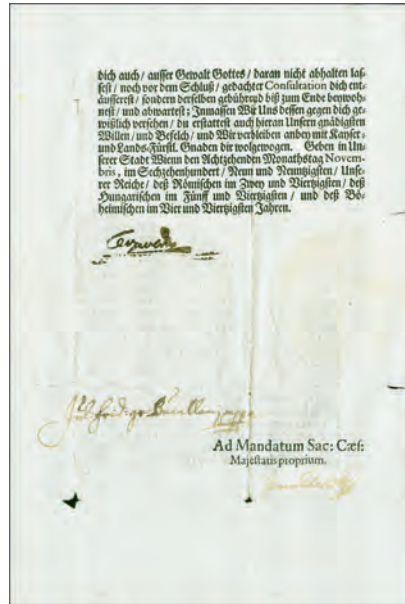 dich auch / ausser Gewalt Gottes / daran nicht abhalten las-
sest / noch vor dem Schluß / gedachter Consultation dich ent-
äusserest / sondern derselben gebührend biß zum Ende beywoh-
nest / und abwartest ; Inmassen Wir Uns dessen gegen dich ge-
wißlich versehen / du erstattest auch hieran Unsern gnädigsten
Willen / und Befelch / und Wir verbleiben anbey mit Kayser-
und Lands-Fürstl. Gnaden dir wolgewogen. Geben in Un-
serer Stadt Wienn den Achtzehenden Monathstag Novem-
bris, im Sechzehenhundert / Neun und Neuntzigisten / Unse-
rer Reiche / deß Römischen im Zwey und Viertzigisten / deß
Hungarischen im Fünff und Viertzigisten / und deß Bö-
heimischen im Vier und Viertzigisten Jahren.
Ad Mandatum Sac: Cæs:
Majestatis proprium.